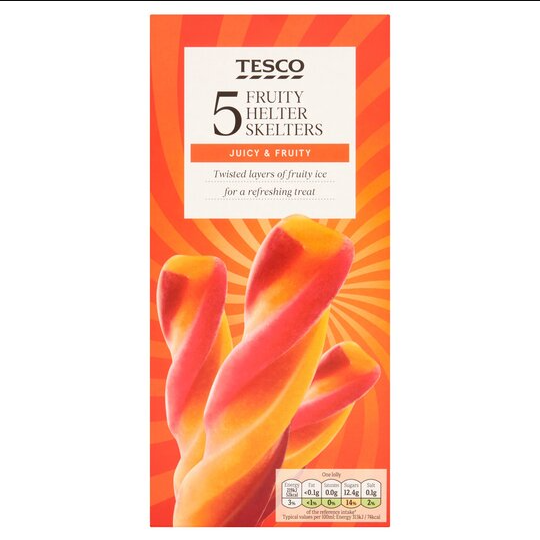 TESCO
5 FRUITY
HELTER
SKELTERS
JUICY & FRUITY
Twisted layers of fruity ice
for a refreshing treat
One lolly
Energy Fat Saturates Sugars Salt
<0.1g 0.0g 12.4g 0.1g
3% <1% 0% 14% 2%
of the reference intake*
Typical values per 100ml: Energy 313kJ / 74kcal